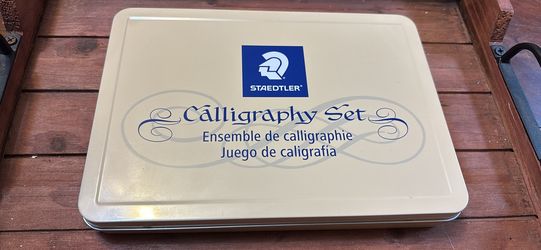 STAEDTLER®
Calligraphy Set
Ensemble de calligraphie
Juego de caligrafía